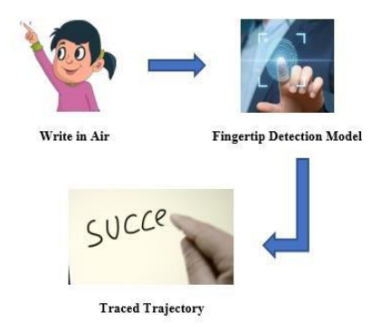 Write in Air
Fingertip Detection Model
succe
Traced Trajectory